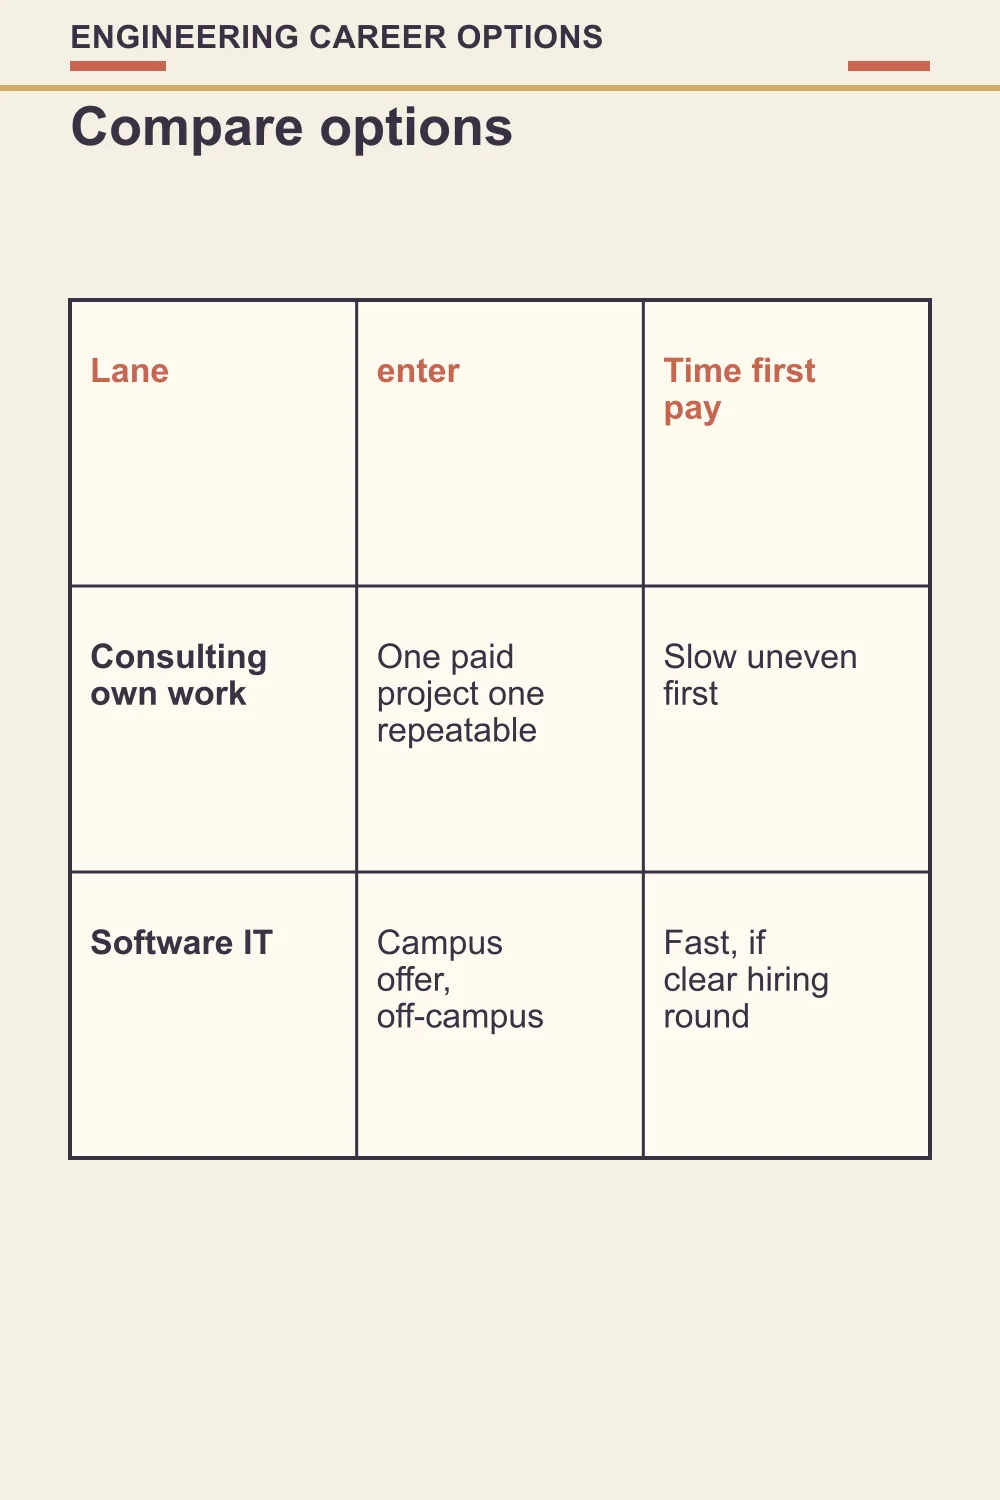 ENGINEERING CAREER OPTIONS
Compare options
Lane
enter
Time first
pay
Consulting
own work
One paid
project one
repeatable
Slow uneven
first
Software IT
Campus
offer,
off-campus
Fast, if
clear hiring
round